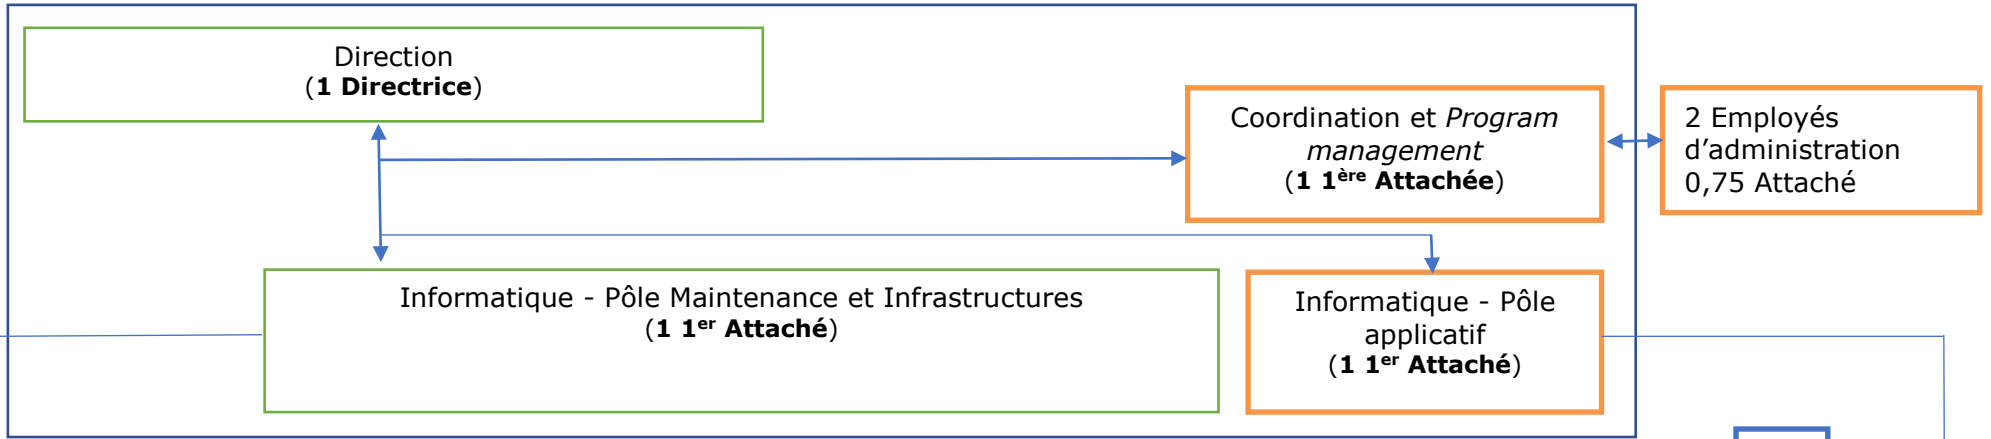 Direction
(1 Directrice)
Coordination et Program
management
(1 1ère Attachée)
2 Employés
d’administration
0,75 Attaché
Informatique - Pôle Maintenance et Infrastructures
(1 1er Attaché)
Informatique - Pôle
applicatif
(1 1er Attaché)